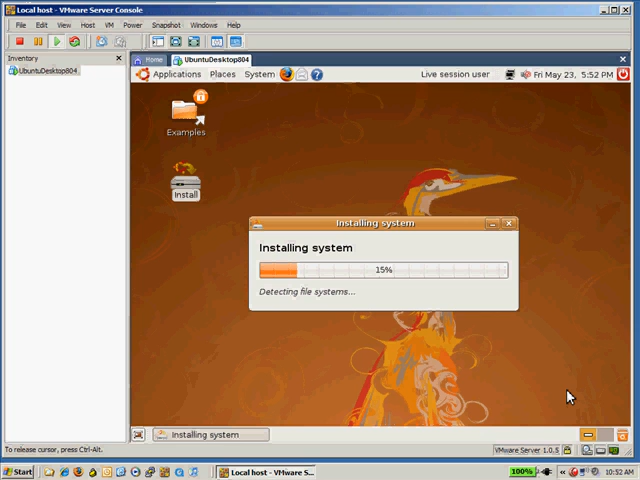 Local host - VMware Server Console
File Edit View Host VM Power Snapshot Windows Help
Inventory
UbuntuDesktop804
Home
UbuntuDesktop804
Applications Places System Live session user Fri May 23, 5:52 PM
Examples
Install
Installing system
Installing system
15%
Detecting file systems...
Installing system
To release cursor, press Ctrl-Alt.
VMware Server 1.0.5
Start
Local host - VMware S...
100%
10:52 AM